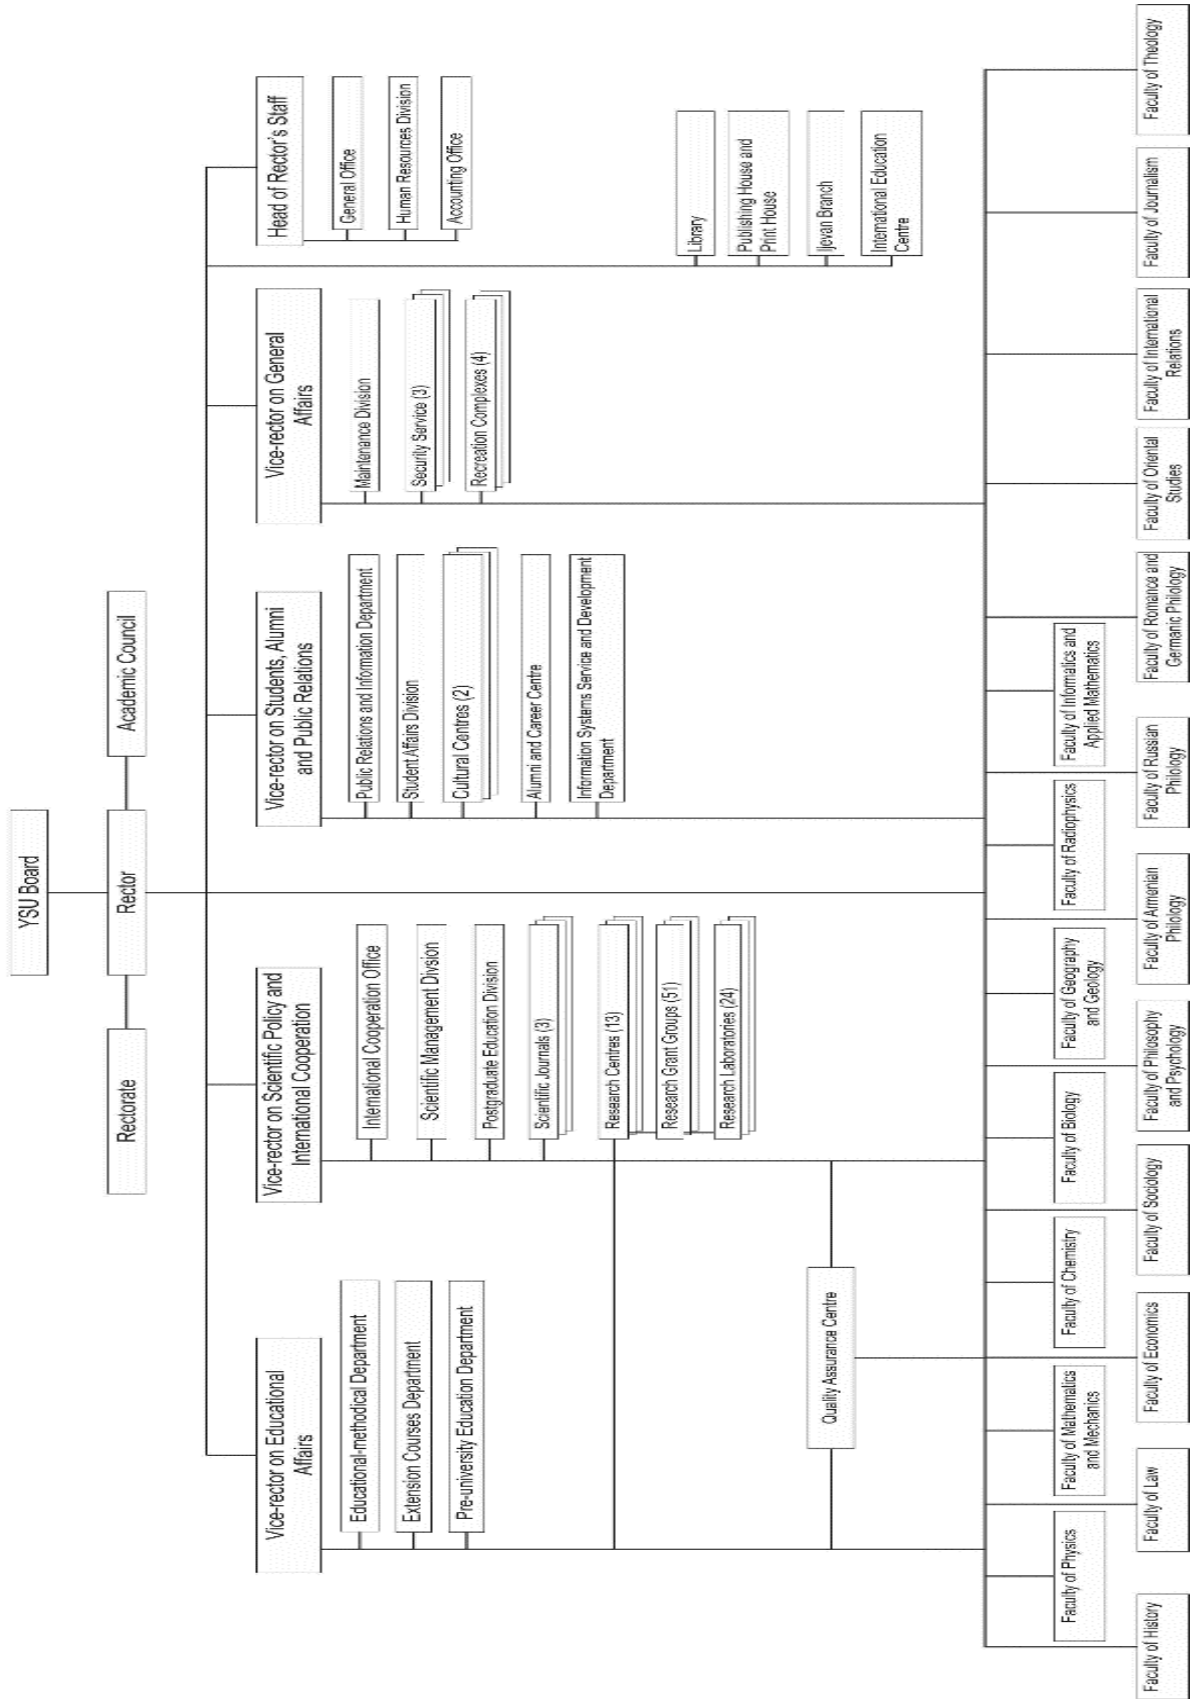 YSU Board
Rectorate
Rector
Academic Council
Vice-rector on Educational
Affairs
Vice-rector on Scientific Policy and
International Cooperation
Vice-rector on Students, Alumni
and Public Relations
Vice-rector on General
Affairs
Head of Rector's Staff
Educational-methodical Department
Extension Courses Department
Pre-university Education Department
International Cooperation Office
Scientific Management Divsion
Postgraduate Education Division
Scientific Journals (3)
Research Centres (13)
Research Grant Groups (51)
Research Laboratories (24)
Public Relations and Information Department
Student Affairs Division
Cultural Centres (2)
Alumni and Career Centre
Information Systems Service and Development
Department
Maintenance Division
Security Service (3)
Recreation Complexes (4)
General Office
Human Resources Division
Accounting Office
Library
Publishing House and
Print House
Ijevan Branch
International Education
Centre
Quality Assurance Centre
Faculty of Physics
Faculty of Mathematics
and Mechanics
Faculty of Chemistry
Faculty of Biology
Faculty of Geography
and Geology
Faculty of Radiophysics
Faculty of Informatics and
Applied Mathematics
Faculty of History
Faculty of Law
Faculty of Economics
Faculty of Sociology
Faculty of Philosophy
and Psychology
Faculty of Armenian
Philology
Faculty of Russian
Philology
Faculty of Romance and
Germanic Philology
Faculty of Oriental
Studies
Faculty of International
Relations
Faculty of Journalism
Faculty of Theology